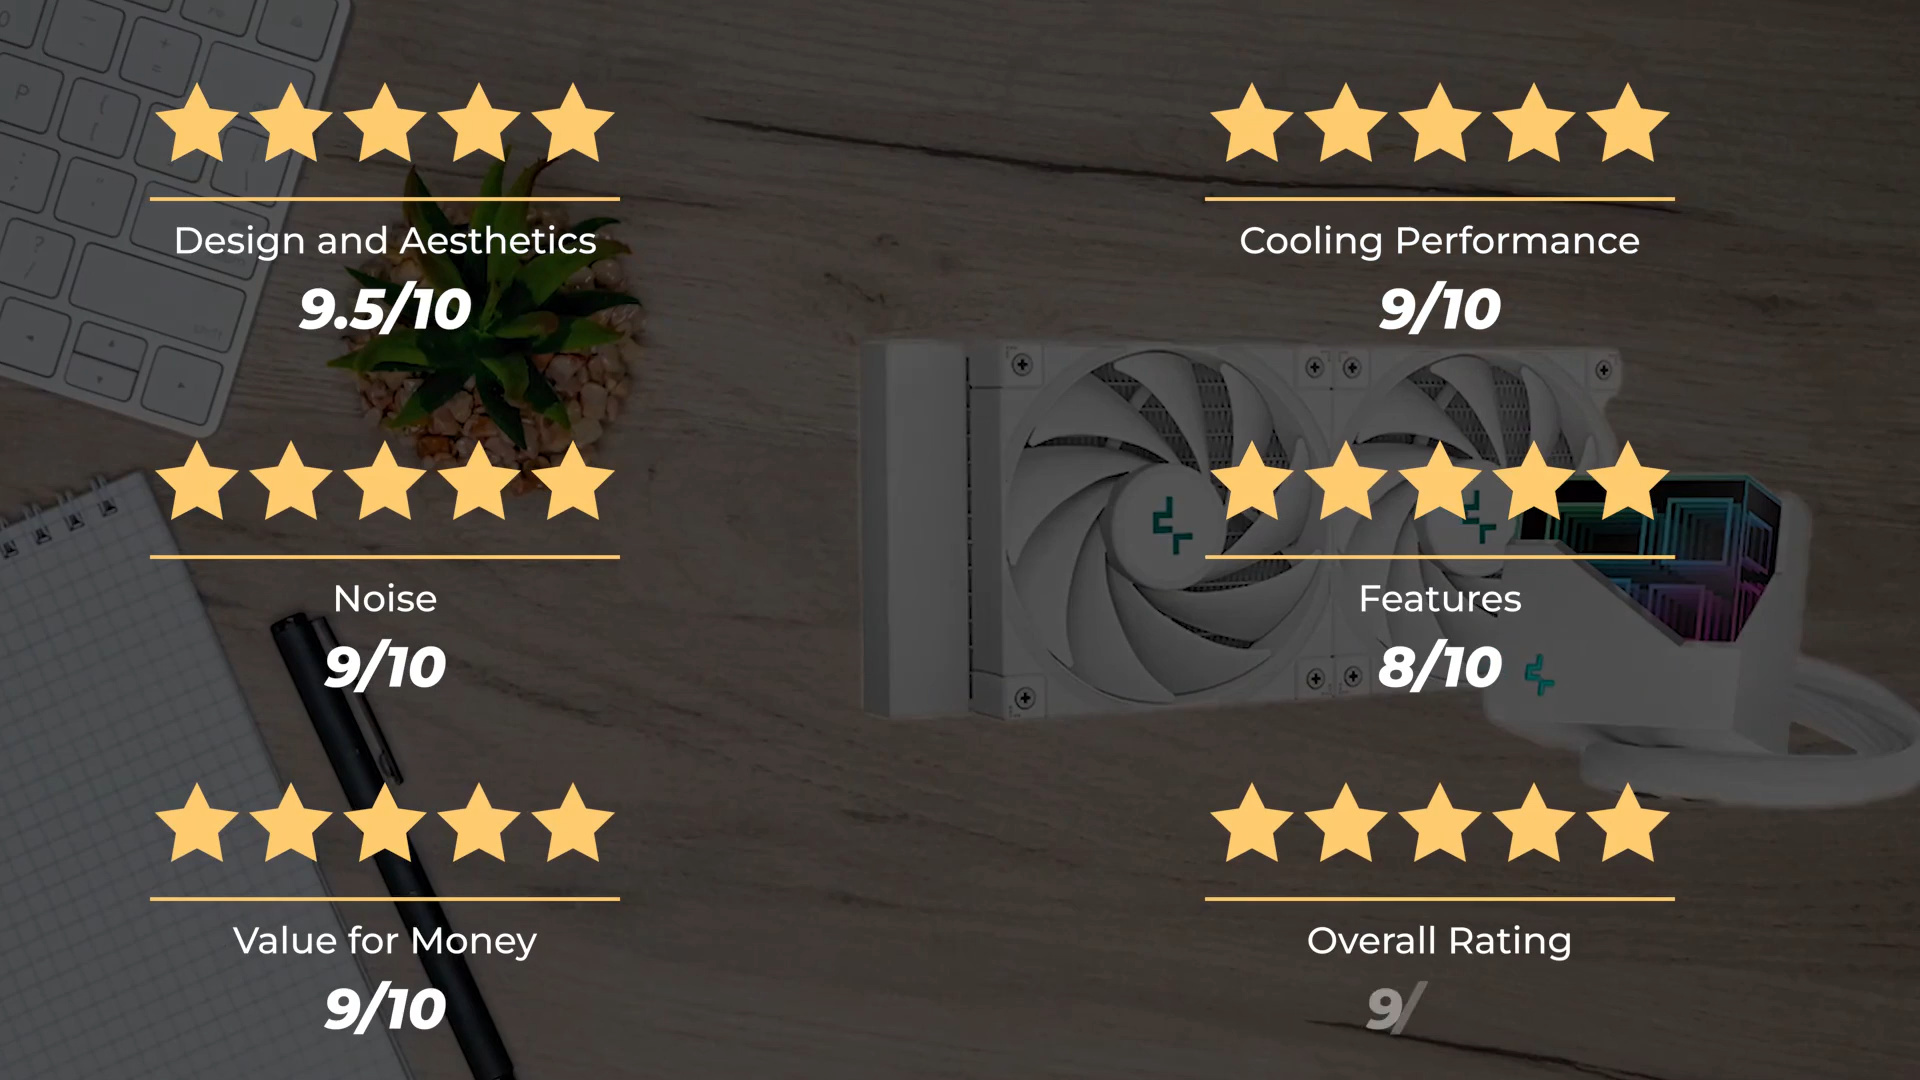 Design and Aesthetics
9.5/10
Cooling Performance
9/10
Noise
9/10
Features
8/10
Value for Money
9/10
Overall Rating
9/